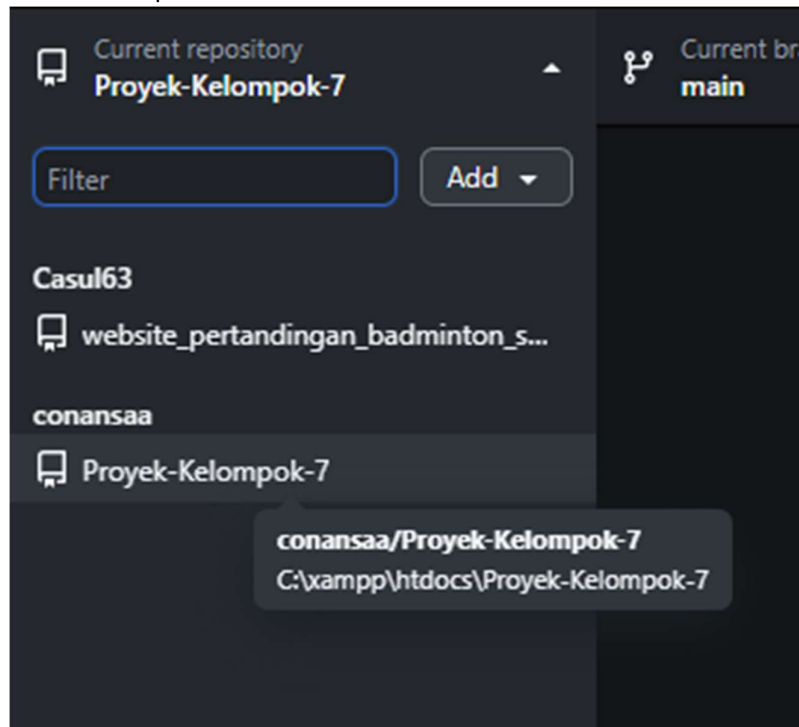 Current repository
Proyek-Kelompok-7
Current bra
main
Filter
Add
Casul63
website_pertandingan_badminton_s...
conansaa
Proyek-Kelompok-7
conansaa/Proyek-Kelompok-7
C:\xampp\htdocs\Proyek-Kelompok-7